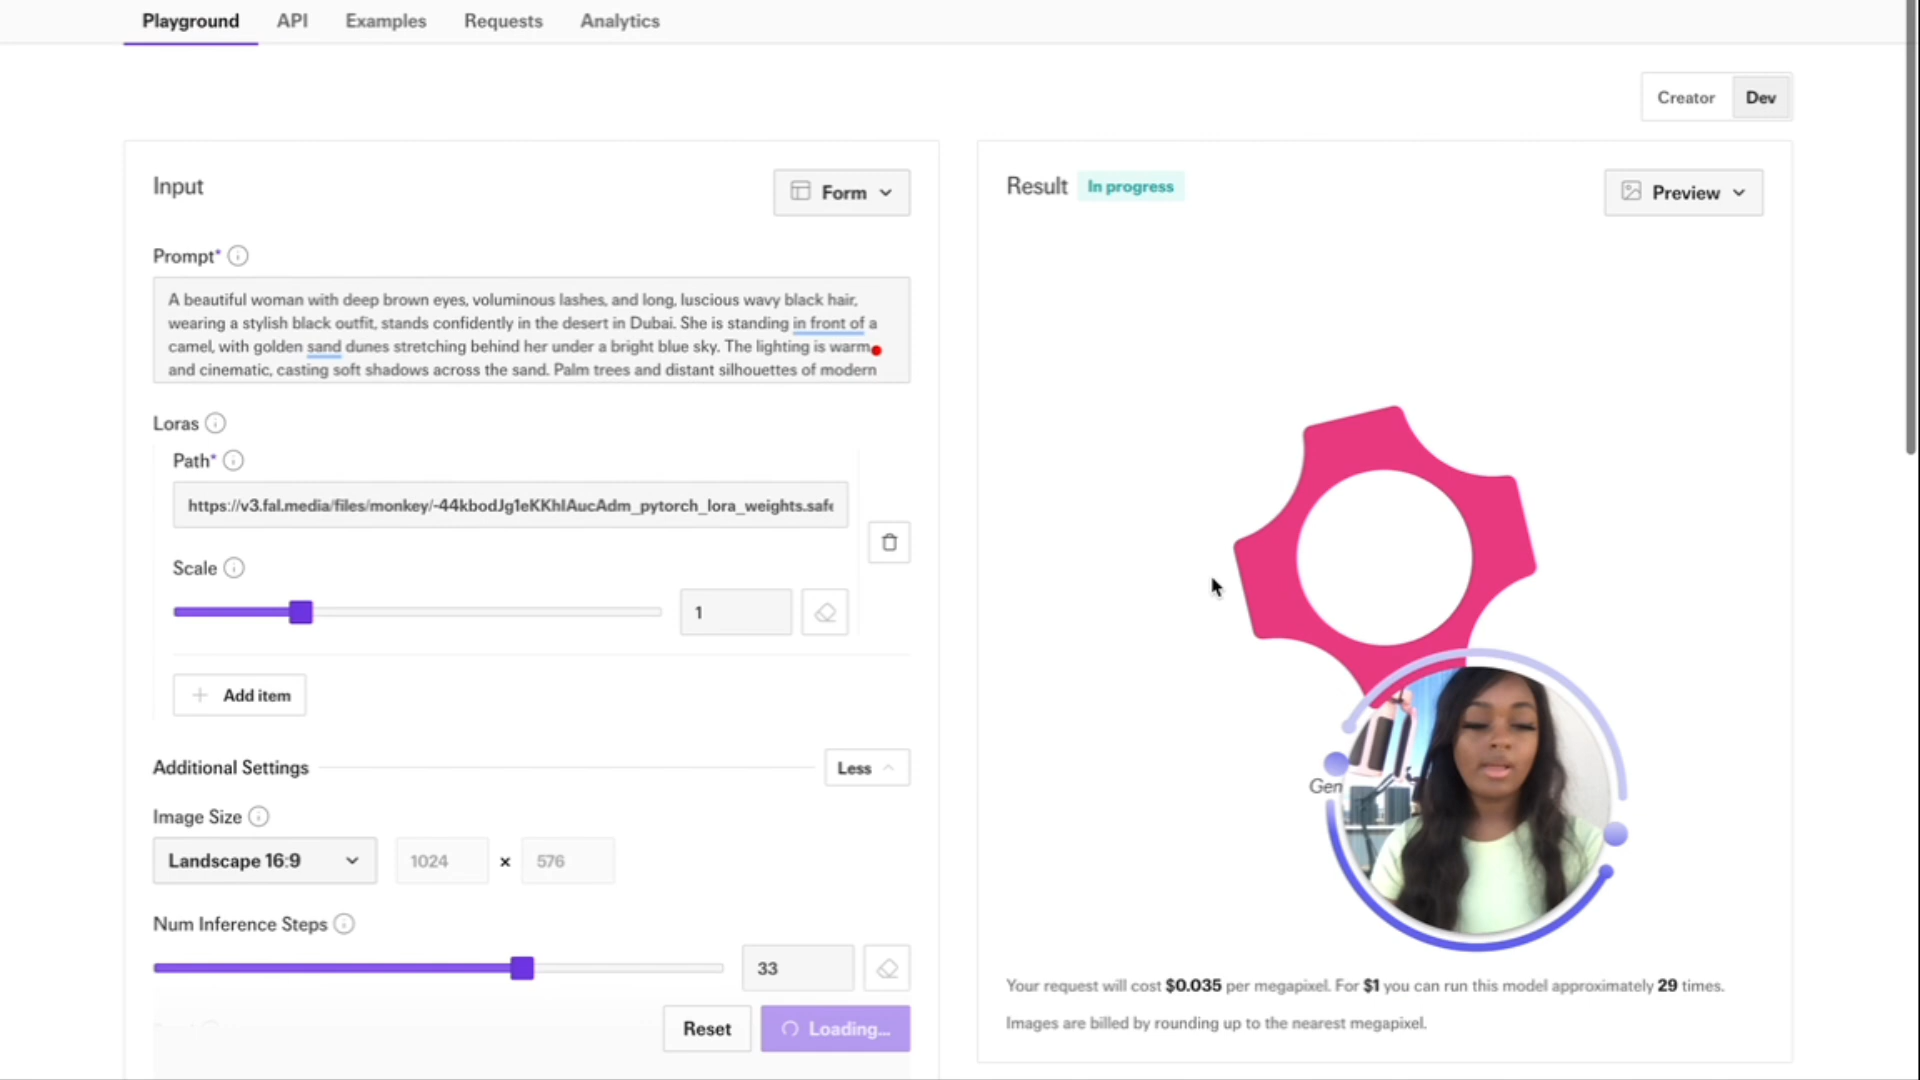 Playground API Examples Requests Analytics
Creator Dev
Input
Form
Prompt*
A beautiful woman with deep brown eyes, voluminous lashes, and long, luscious wavy black hair,
wearing a stylish black outfit, stands confidently in the desert in Dubai. She is standing in front of a
camel, with golden sand dunes stretching behind her under a bright blue sky. The lighting is warm
and cinematic, casting soft shadows across the sand. Palm trees and distant silhouettes of modern
Loras
Path*
https://v3.fal.media/files/monkey/-44kbodJg1eKKhIAucAdm_pytorch_lora_weights.safe
Scale
1
Add item
Additional Settings
Less
Image Size
Landscape 16:9
1024 × 576
Num Inference Steps
33
Reset
Loading...
Result In progress
Preview
Gen
Your request will cost $0.035 per megapixel. For $1 you can run this model approximately 29 times.
Images are billed by rounding up to the nearest megapixel.